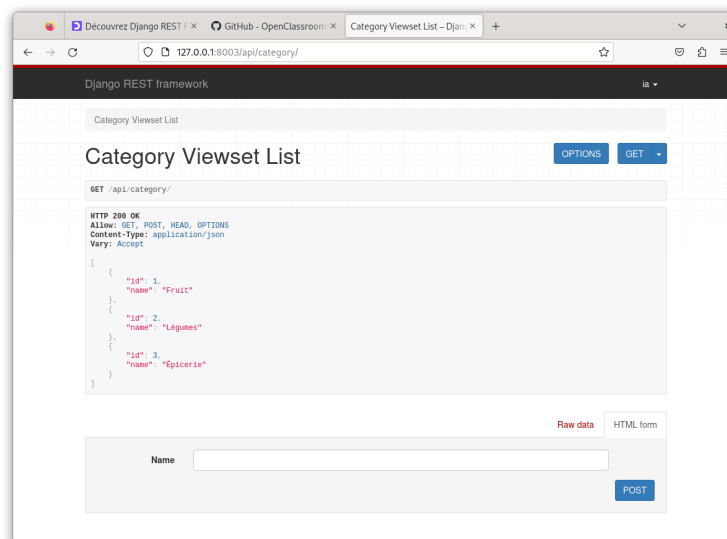 Découvrez Django REST F
GitHub - OpenClassroom
Category Viewset List – Djan
127.0.0.1:8003/api/category/
Django REST framework
ia
Category Viewset List
Category Viewset List
OPTIONS
GET
GET /api/category/
HTTP 200 OK
Allow: GET, POST, HEAD, OPTIONS
Content-Type: application/json
Vary: Accept
[
    {
        "id": 1,
        "name": "Fruit"
    },
    {
        "id": 2,
        "name": "Légumes"
    },
    {
        "id": 3,
        "name": "Épicerie"
    }
]
Raw data
HTML form
Name
POST